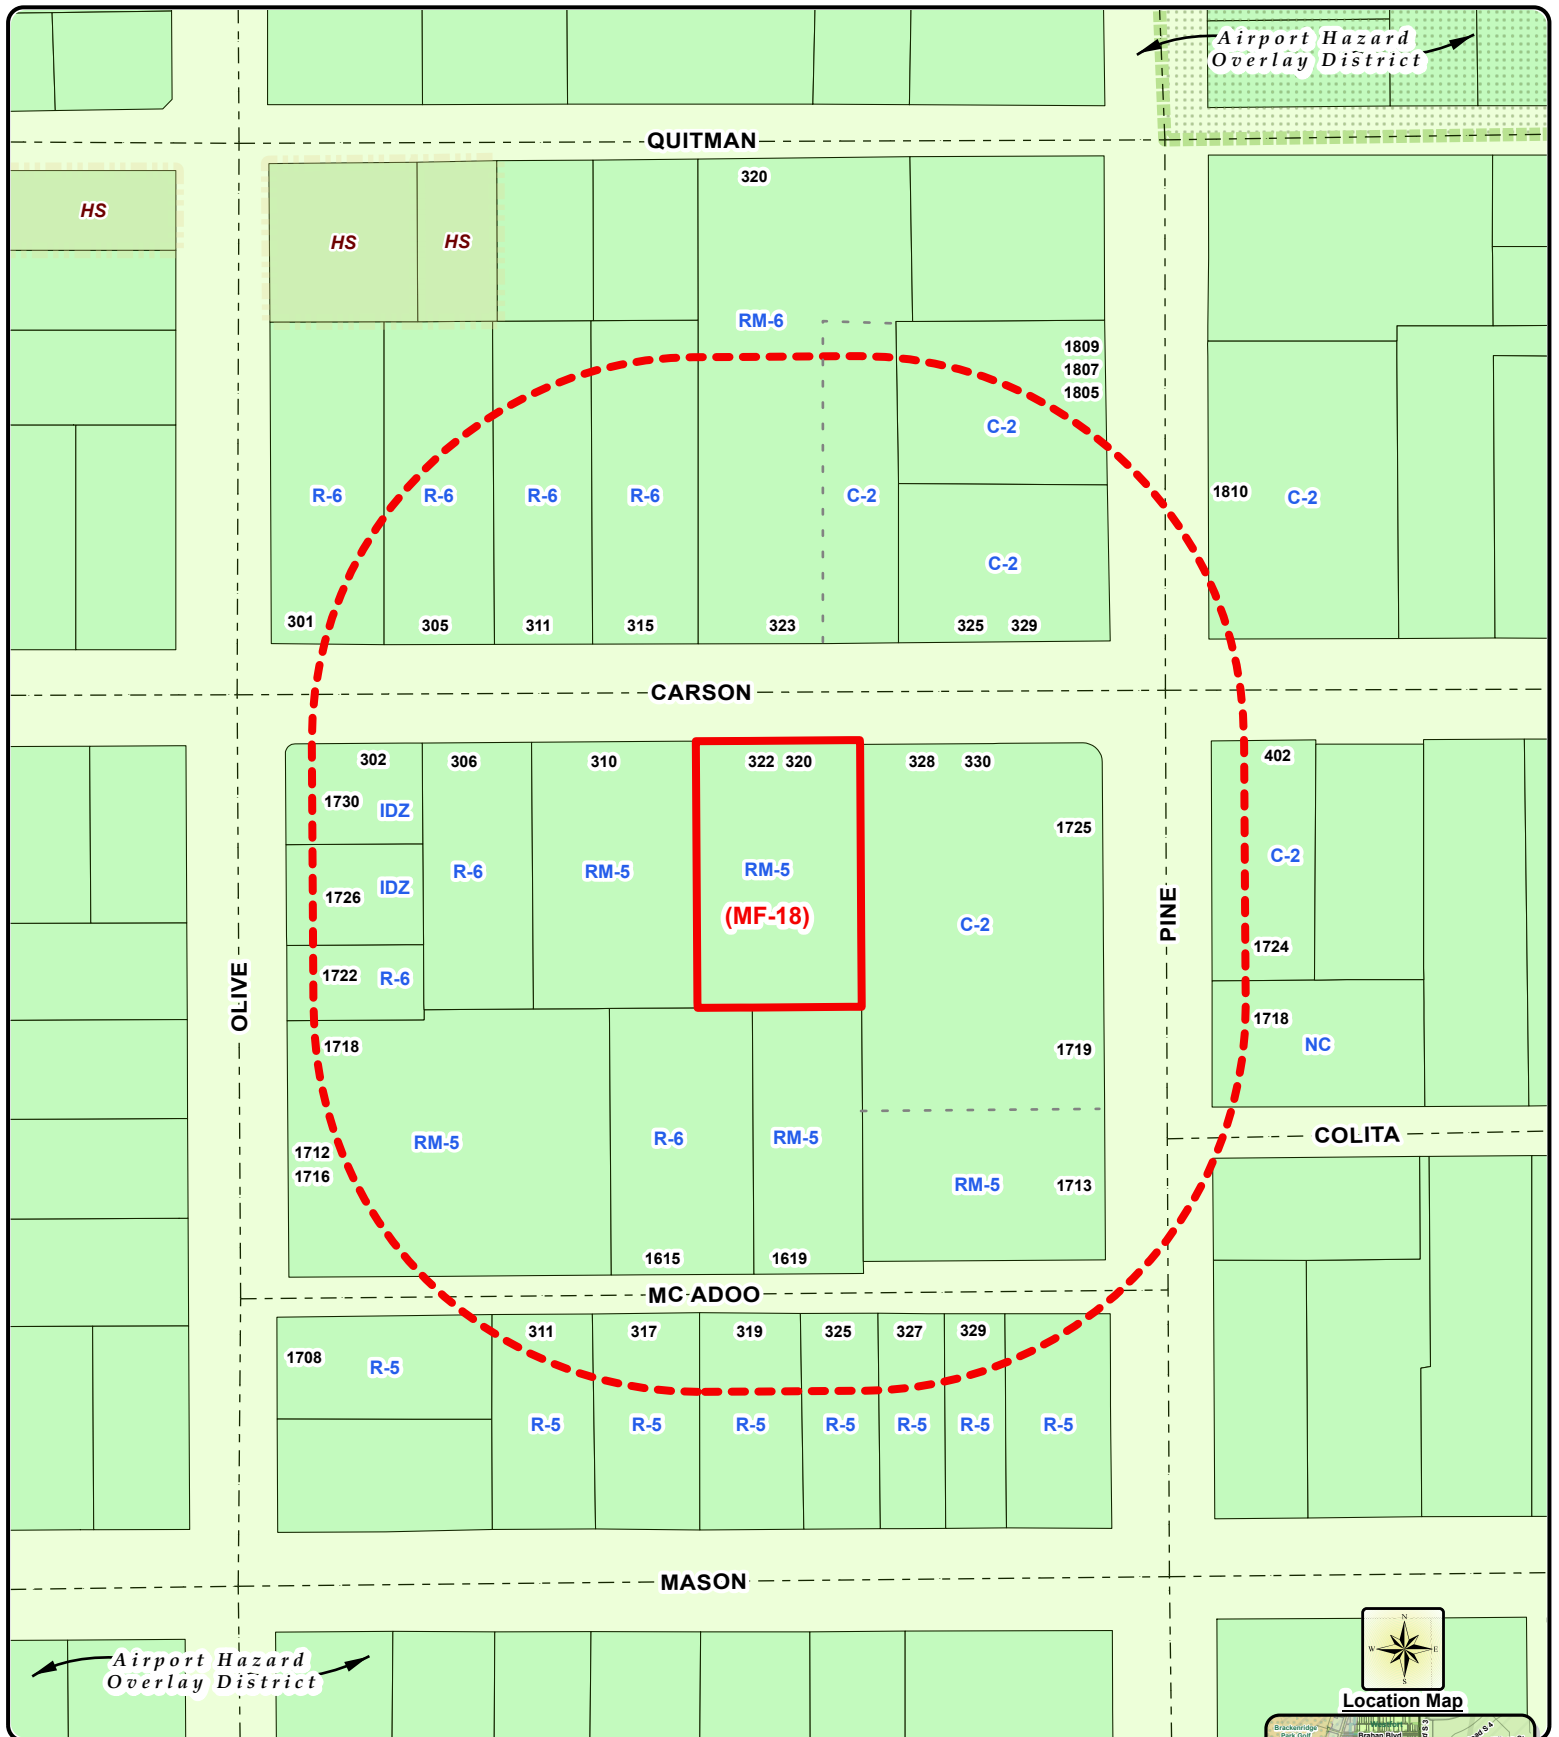 Airport Hazard
Overlay District
QUITMAN
HS
HS
HS
320
RM-6
1809
1807
1805
C-2
R-6
R-6
R-6
R-6
C-2
1810
C-2
C-2
301
305
311
315
323
325
329
CARSON
302
306
310
322
320
328
330
402
1730
IDZ
1725
R-6
RM-5
RM-5
C-2
1726
IDZ
(MF-18)
C-2
PINE
1724
1722
R-6
OLIVE
1718
1719
1718
NC
1712
1716
RM-5
R-6
RM-5
RM-5
1713
COLITA
1615
1619
MC ADOO
311
317
319
325
327
329
1708
R-5
R-5
R-5
R-5
R-5
R-5
R-5
R-5
MASON
Airport Hazard
Overlay District
N
W
E
S
Location Map
Brackenridge
Park Golf
Braban Blvd